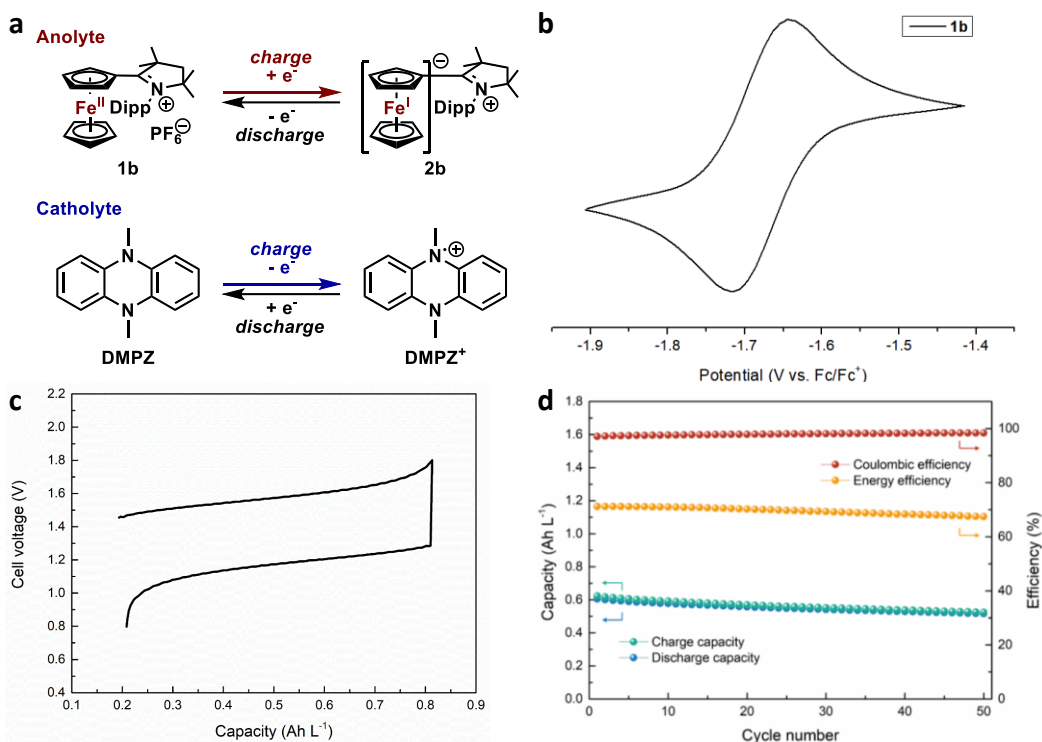 a
Anolyte
charge
+ e⁻
- e⁻
discharge
Feᴵᴵ
Dipp
N
⊕
PF₆⊖
1b
⊖
Feᴵ
Dipp
N
⊕
2b
Catholyte
N
N
DMPZ
charge
- e⁻
+ e⁻
discharge
N·⊕
N
DMPZ⁺
b
1b
-1.9 -1.8 -1.7 -1.6 -1.5 -1.4
Potential (V vs. Fc/Fc⁺)
c
Cell voltage (V)
2.2
2.0
1.8
1.6
1.4
1.2
1.0
0.8
0.6
0.4
0.1 0.2 0.3 0.4 0.5 0.6 0.7 0.8 0.9
Capacity (Ah L⁻¹)
d
Capacity (Ah L⁻¹)
1.8
1.6
1.4
1.2
1.0
0.8
0.6
0.4
0.2
0.0
Coulombic efficiency
Energy efficiency
Charge capacity
Discharge capacity
100
80
60
40
20
0
Efficiency (%)
0 10 20 30 40 50
Cycle number